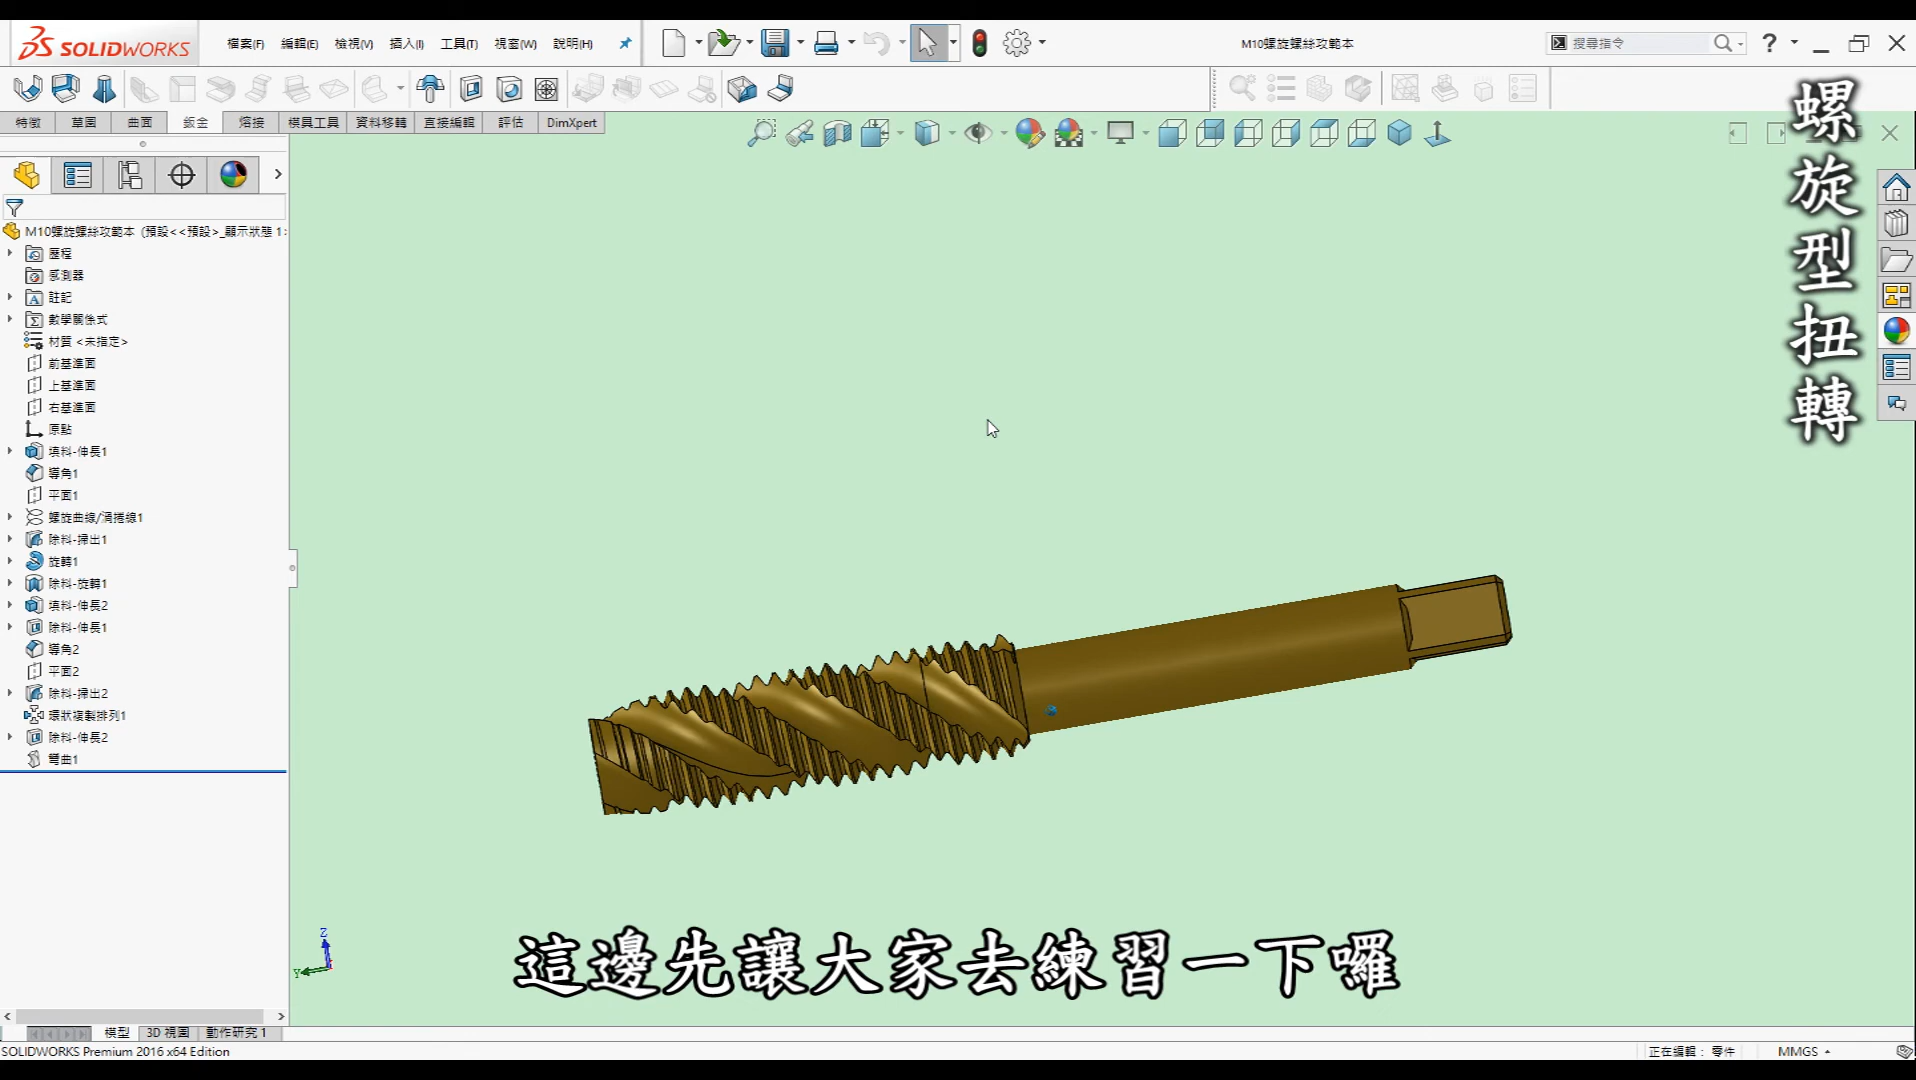 SOLIDWORKS
檔案(F) 編輯(E) 檢視(V) 插入(I) 工具(T) 視窗(W) 說明(H)
M10螺旋螺絲攻範本
搜尋指令
?
特徵 草圖 曲面 鈑金 熔接 模具工具 資料移轉 直接編輯 評估 DimXpert
M10螺旋螺絲攻範本 (預設<<預設>_顯示狀態 1>
歷程
感測器
註記
數學關係式
材質 <未指定>
前基準面
上基準面
右基準面
原點
填料-伸長1
導角1
平面1
螺旋曲線/渦捲線1
除料-掃出1
旋轉1
除料-旋轉1
填料-伸長2
除料-伸長1
導角2
平面2
除料-掃出2
環狀複製排列1
除料-伸長2
彎曲1
螺旋型扭轉
Z
Y
這邊先讓大家去練習一下囉
模型 3D 視圖 動作研究 1
SOLIDWORKS Premium 2016 x64 Edition
正在編輯： 零件
MMGS